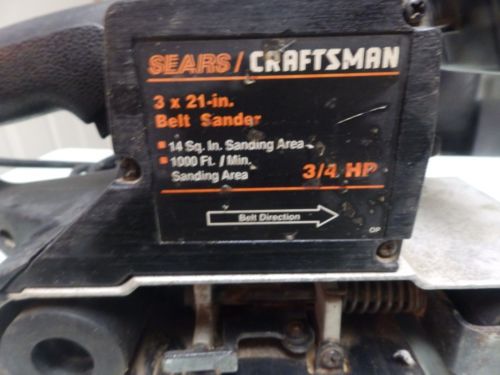 SEARS / CRAFTSMAN
3 x 21-in.
Belt Sander
14 Sq. In. Sanding Area
1000 Ft. / Min.
Sanding Area
3/4 HP
Belt Direction
OP